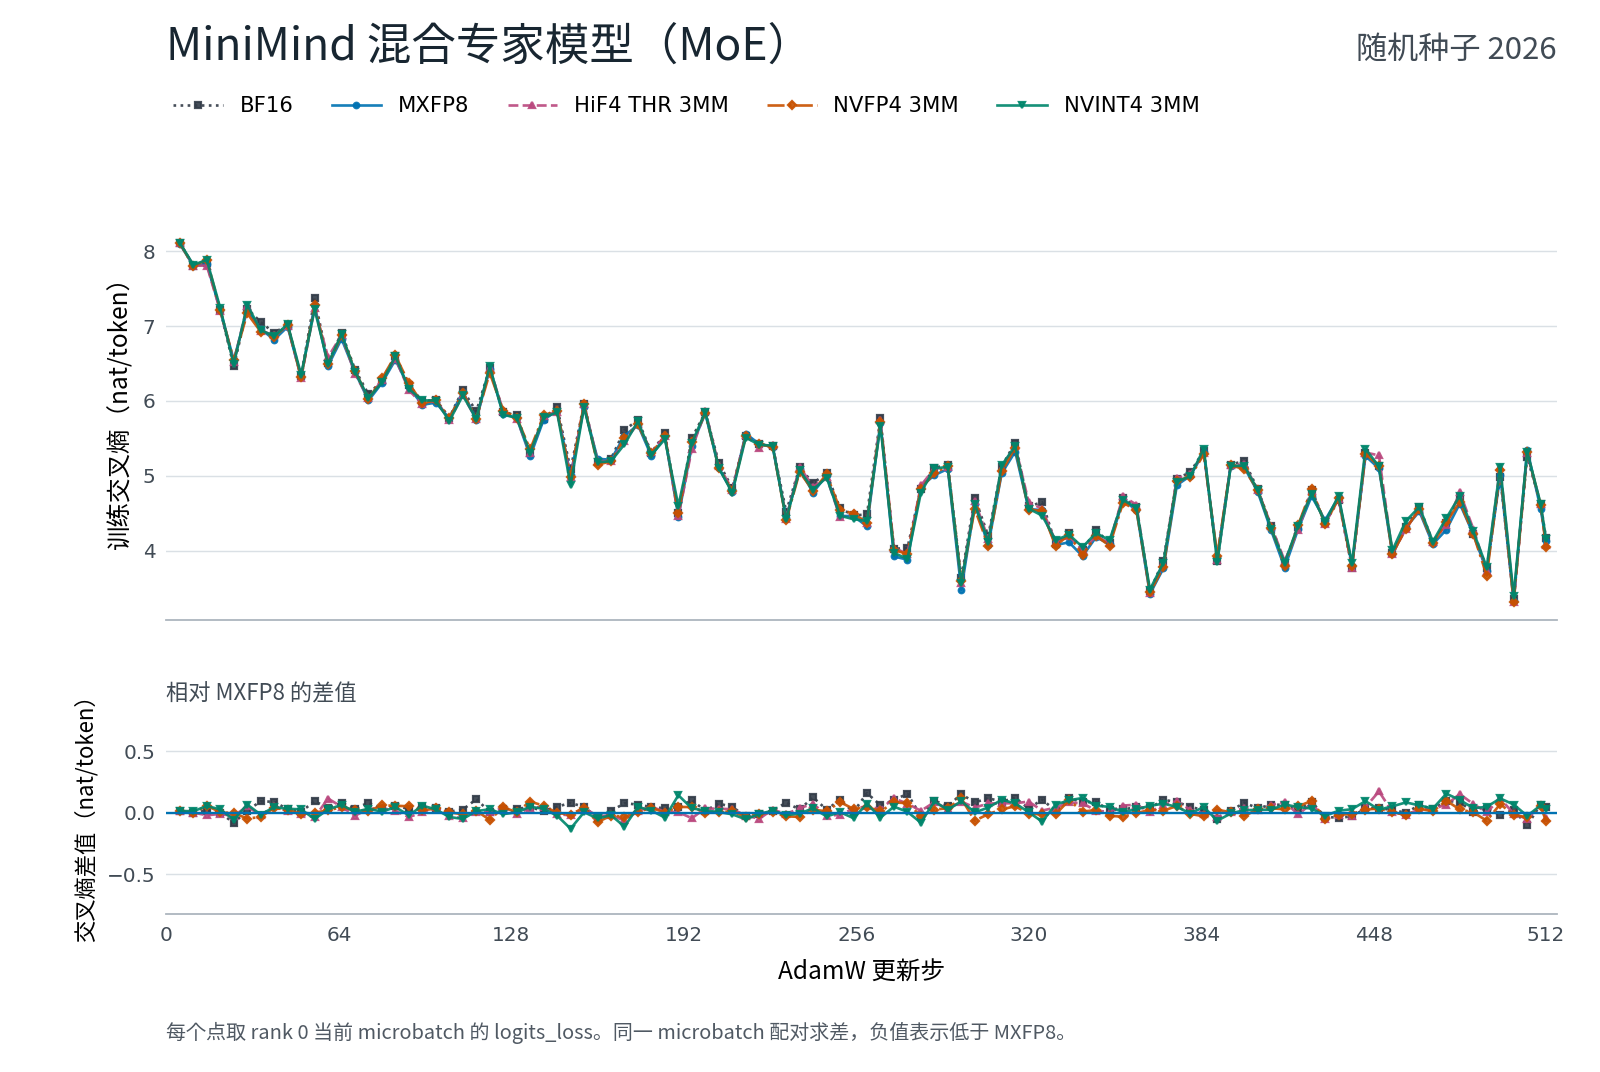 MiniMind 混合专家模型（MoE）
随机种子 2026
BF16
MXFP8
HiF4 THR 3MM
NVFP4 3MM
NVINT4 3MM
训练交叉熵（nat/token）
8
7
6
5
4
相对 MXFP8 的差值
交叉熵差值（nat/token）
0.5
0.0
−0.5
0
64
128
192
256
320
384
448
512
AdamW 更新步
每个点取 rank 0 当前 microbatch 的 logits_loss。同一 microbatch 配对求差，负值表示低于 MXFP8。